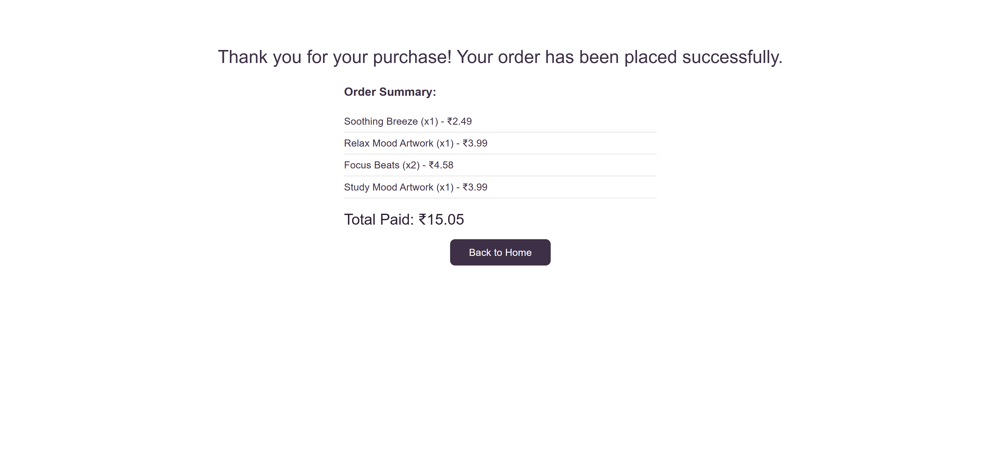 Thank you for your purchase! Your order has been placed successfully.
Order Summary:
Soothing Breeze (x1) - ₹2.49
Relax Mood Artwork (x1) - ₹3.99
Focus Beats (x2) - ₹4.58
Study Mood Artwork (x1) - ₹3.99
Total Paid: ₹15.05
Back to Home